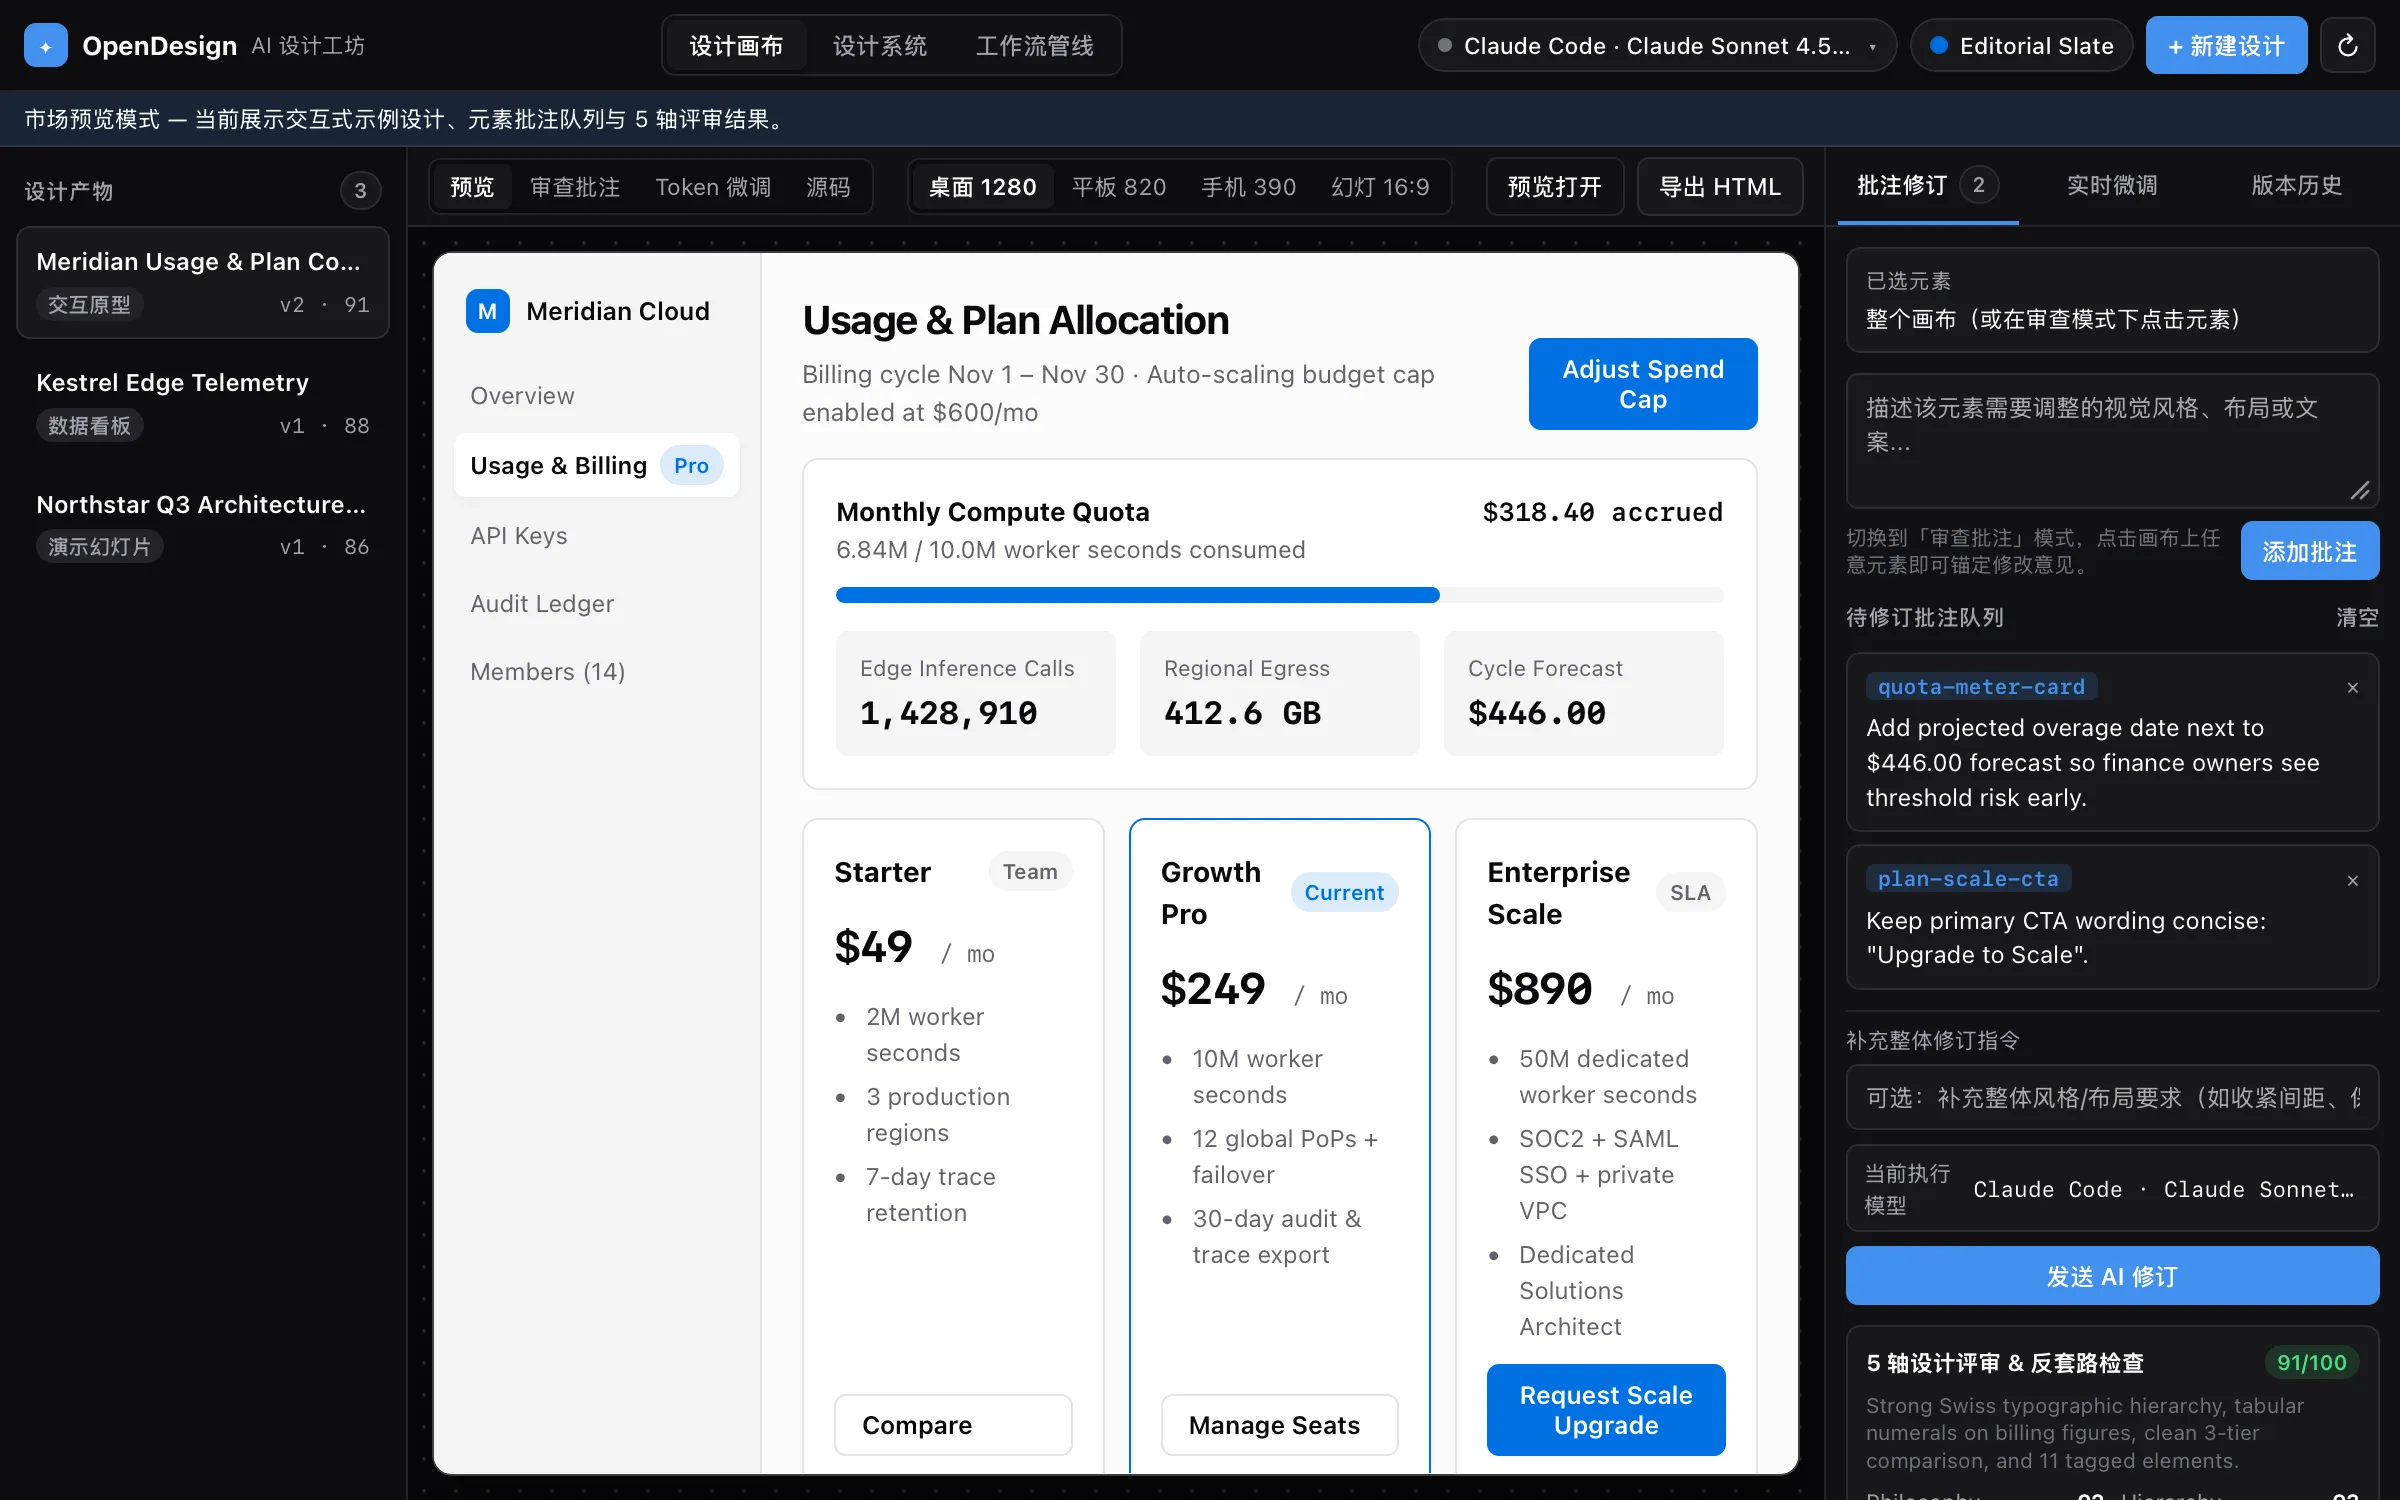 ✦ OpenDesign AI 设计工坊
设计画布 设计系统 工作流管线
Claude Code · Claude Sonnet 4.5... ▾
Editorial Slate
+ 新建设计
市场预览模式 — 当前展示交互式示例设计、元素批注队列与 5 轴评审结果。
设计产物 3
Meridian Usage & Plan Co...
交互原型 v2 · 91
Kestrel Edge Telemetry
数据看板 v1 · 88
Northstar Q3 Architecture...
演示幻灯片 v1 · 86
预览 审查批注 Token 微调 源码
桌面 1280 平板 820 手机 390 幻灯 16:9
预览打开 导出 HTML
M Meridian Cloud
Overview
Usage & Billing Pro
API Keys
Audit Ledger
Members (14)
Usage & Plan Allocation
Billing cycle Nov 1 – Nov 30 · Auto-scaling budget cap
enabled at $600/mo
Adjust Spend
Cap
Monthly Compute Quota $318.40 accrued
6.84M / 10.0M worker seconds consumed
Edge Inference Calls
1,428,910
Regional Egress
412.6 GB
Cycle Forecast
$446.00
Starter Team
$49 / mo
• 2M worker
seconds
• 3 production
regions
• 7-day trace
retention
Compare
Growth
Pro
Current
$249 / mo
• 10M worker
seconds
• 12 global PoPs +
failover
• 30-day audit &
trace export
Manage Seats
Enterprise
Scale
SLA
$890 / mo
• 50M dedicated
worker seconds
• SOC2 + SAML
SSO + private
VPC
• Dedicated
Solutions
Architect
Request Scale
Upgrade
批注修订 2 实时微调 版本历史
已选元素
整个画布（或在审查模式下点击元素）
描述该元素需要调整的视觉风格、布局或文
案...
切换到「审查批注」模式，点击画布上任
意元素即可锚定修改意见。
添加批注
待修订批注队列 清空
quota-meter-card ×
Add projected overage date next to
$446.00 forecast so finance owners see
threshold risk early.
plan-scale-cta ×
Keep primary CTA wording concise:
"Upgrade to Scale".
补充整体修订指令
可选：补充整体风格/布局要求（如收紧间距、
当前执行
模型
Claude Code · Claude Sonnet…
发送 AI 修订
5 轴设计评审 & 反套路检查 91/100
Strong Swiss typographic hierarchy, tabular
numerals on billing figures, clean 3-tier
comparison, and 11 tagged elements.